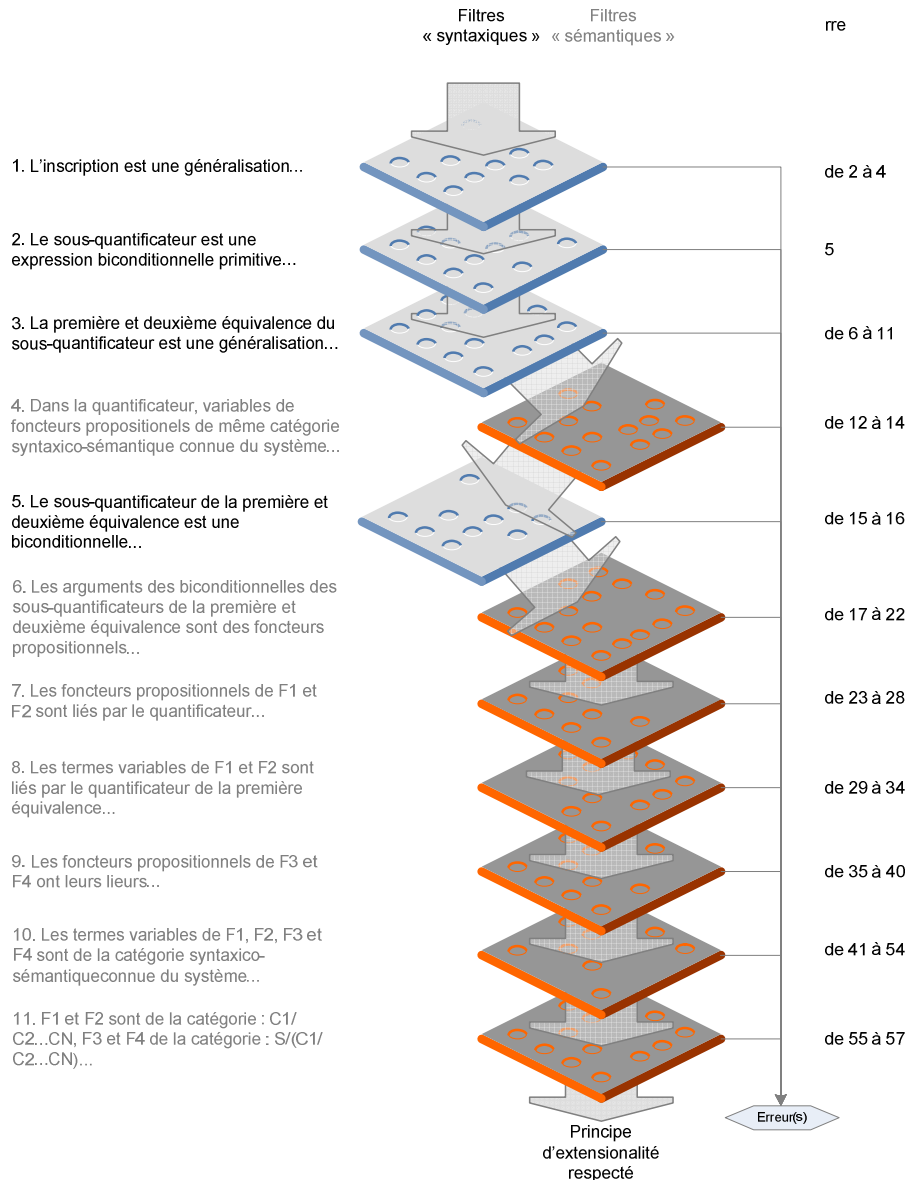 Filtres
« syntaxiques »
Filtres
« sémantiques »
rre
1. L'inscription est une généralisation...
de 2 à 4
2. Le sous-quantificateur est une
expression biconditionnelle primitive...
5
3. La première et deuxième équivalence du
sous-quantificateur est une généralisation...
de 6 à 11
4. Dans la quantificateur, variables de
foncteurs propositionels de même catégorie
syntaxico-sémantique connue du système...
de 12 à 14
5. Le sous-quantificateur de la première et
deuxième équivalence est une
biconditionnelle...
de 15 à 16
6. Les arguments des biconditionnelles des
sous-quantificateurs de la première et
deuxième équivalence sont des foncteurs
propositionnels...
de 17 à 22
7. Les foncteurs propositionnels de F1 et
F2 sont liés par le quantificateur...
de 23 à 28
8. Les termes variables de F1 et F2 sont
liés par le quantificateur de la première
équivalence...
de 29 à 34
9. Les foncteurs propositionnels de F3 et
F4 ont leurs lieurs...
de 35 à 40
10. Les termes variables de F1, F2, F3 et
F4 sont de la catégorie syntaxico-
sémantiqueconnue du système...
de 41 à 54
11. F1 et F2 sont de la catégorie : C1/
C2...CN, F3 et F4 de la catégorie : S/(C1/
C2...CN)...
de 55 à 57
Erreur(s)
Principe
d'extensionalité
respecté